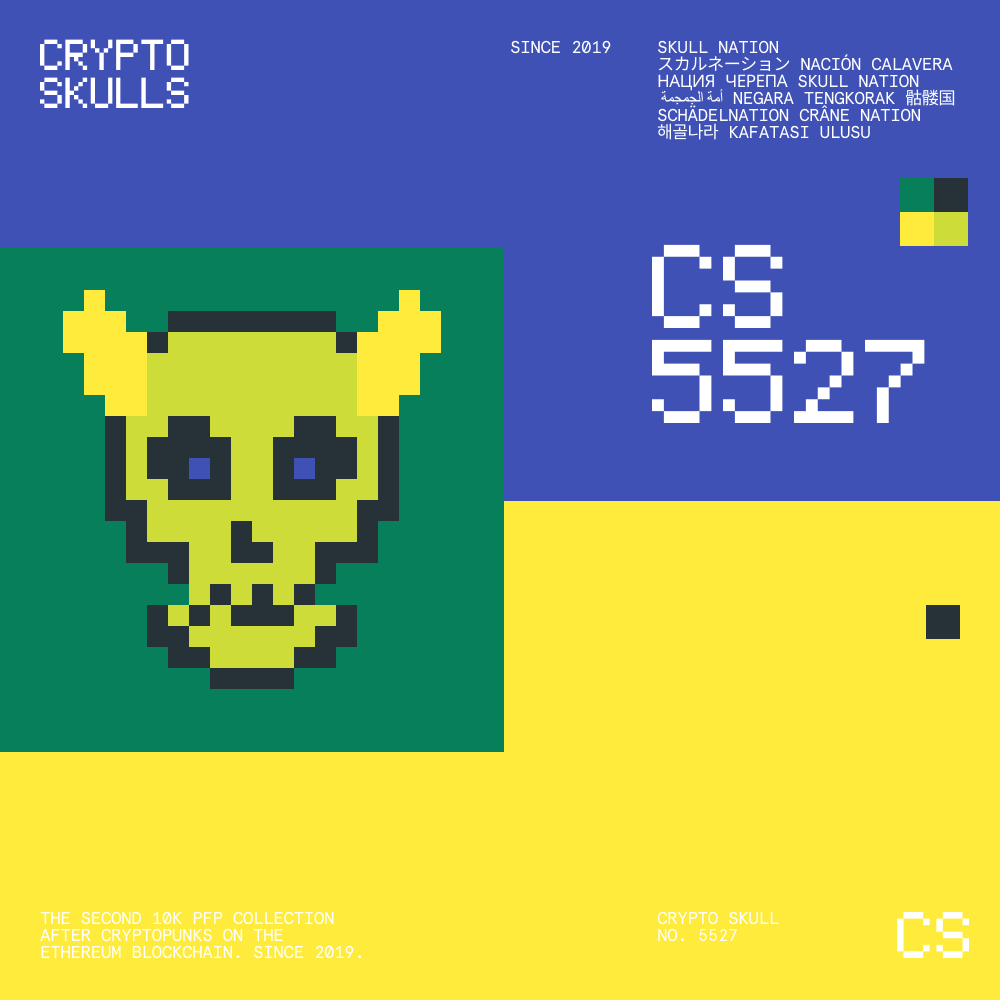 CRYPTO
SKULLS
SINCE 2019
SKULL NATION
スカルネーション NACIÓN CALAVERA
НАЦИЯ ЧЕРЕПА SKULL NATION
أمة الجمجمة NEGARA TENGKORAK 骷髅国
SCHÄDELNATION CRÂNE NATION
해골나라 KAFATASI ULUSU
CS
5527
THE SECOND 10K PFP COLLECTION
AFTER CRYPTOPUNKS ON THE
ETHEREUM BLOCKCHAIN. SINCE 2019.
CRYPTO SKULL
NO. 5527
CS